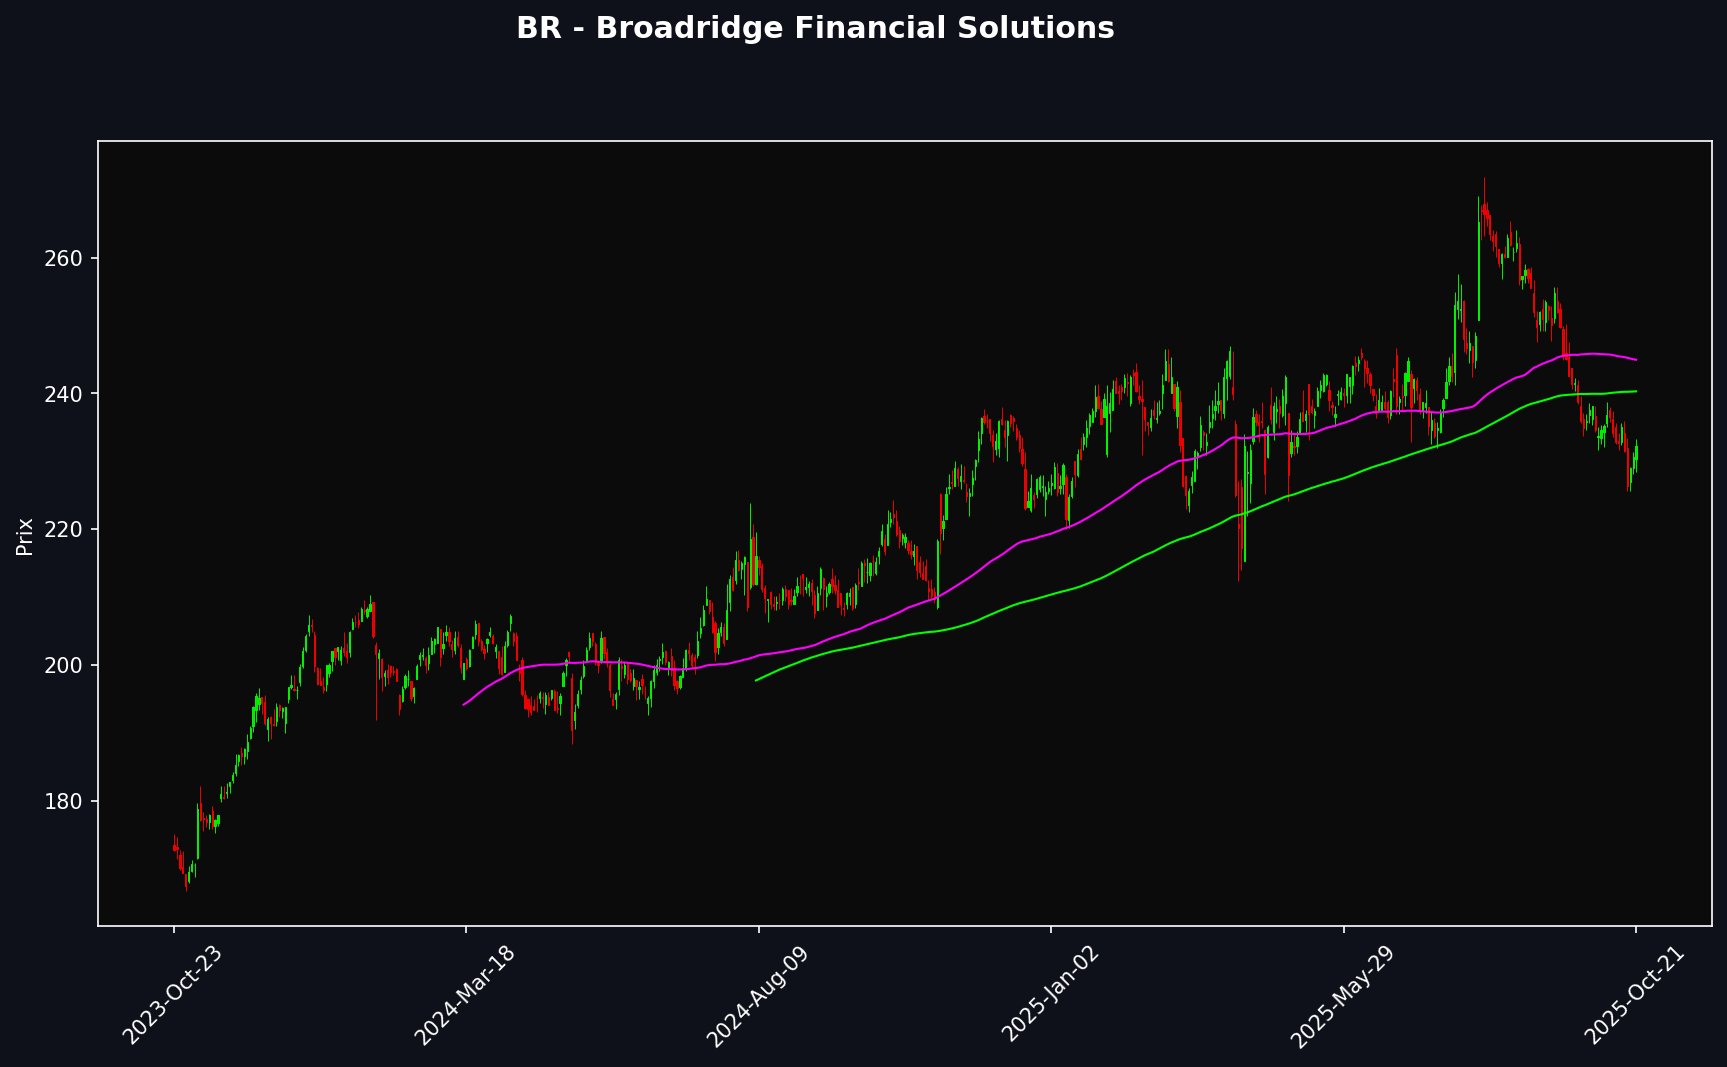 BR - Broadridge Financial Solutions
Prix
260
240
220
200
180
2023-Oct-23
2024-Mar-18
2024-Aug-09
2025-Jan-02
2025-May-29
2025-Oct-21